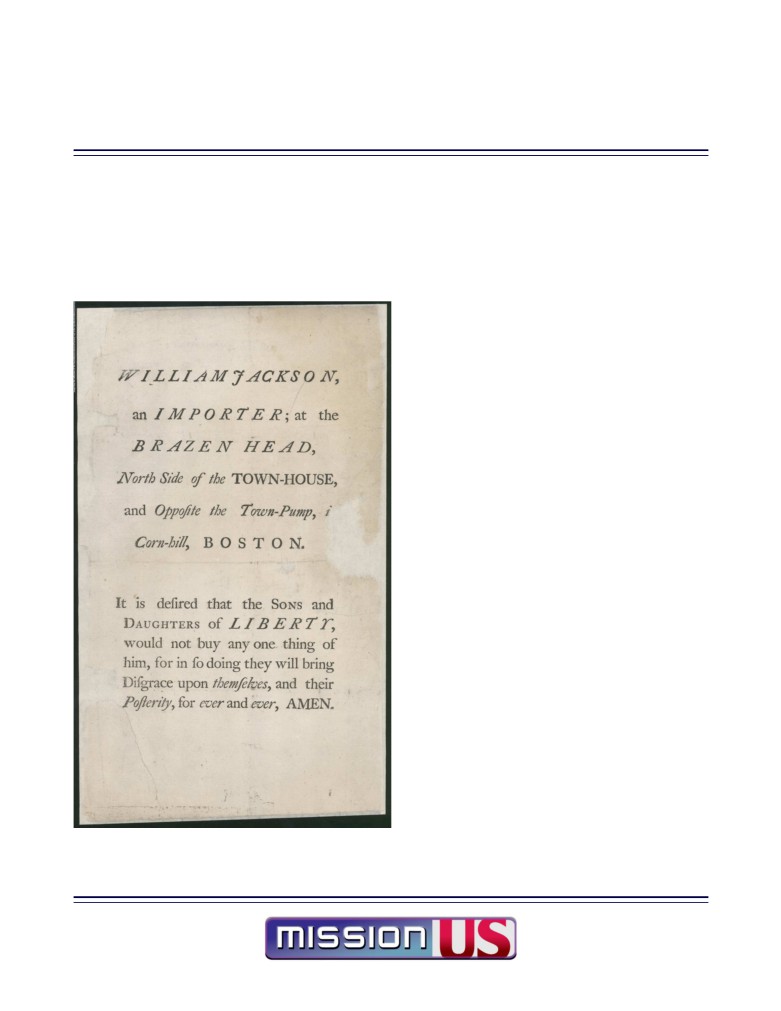 WILLIAM JACKSON,
an IMPORTER; at the
BRAZEN HEAD,
North Side of the TOWN-HOUSE,
and Oppoſite the Town-Pump, i
Corn-hill, BOSTON.
It is deſired that the SONS and
DAUGHTERS of LIBERTY,
would not buy any one thing of
him, for in ſo doing they will bring
Diſgrace upon themſelves, and their
Poſterity, for ever and ever, AMEN.
MISSION US